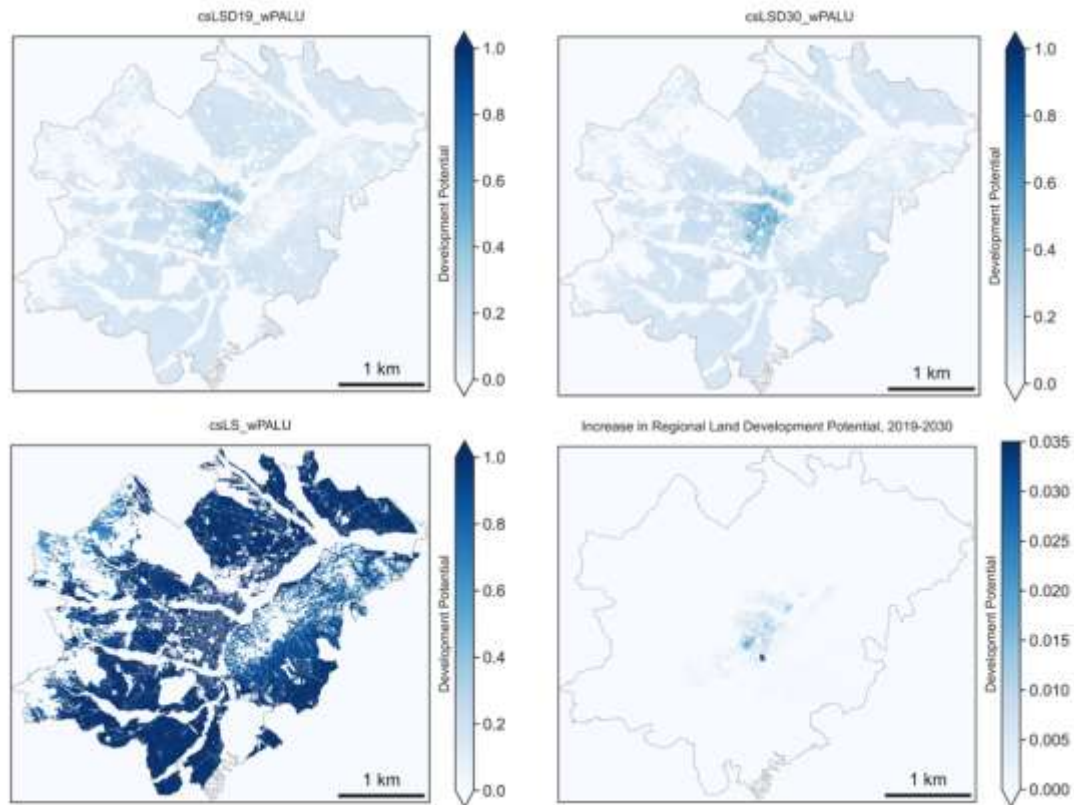 csLSD19_wPALU
csLSD30_wPALU
1.0
0.8
0.6
0.4
0.2
0.0
Development Potential
1 km
1.0
0.8
0.6
0.4
0.2
0.0
Development Potential
1 km
csLS_wPALU
Increase in Regional Land Development Potential, 2019-2030
1.0
0.8
0.6
0.4
0.2
0.0
Development Potential
1 km
0.035
0.030
0.025
0.020
0.015
0.010
0.005
0.000
Development Potential
1 km